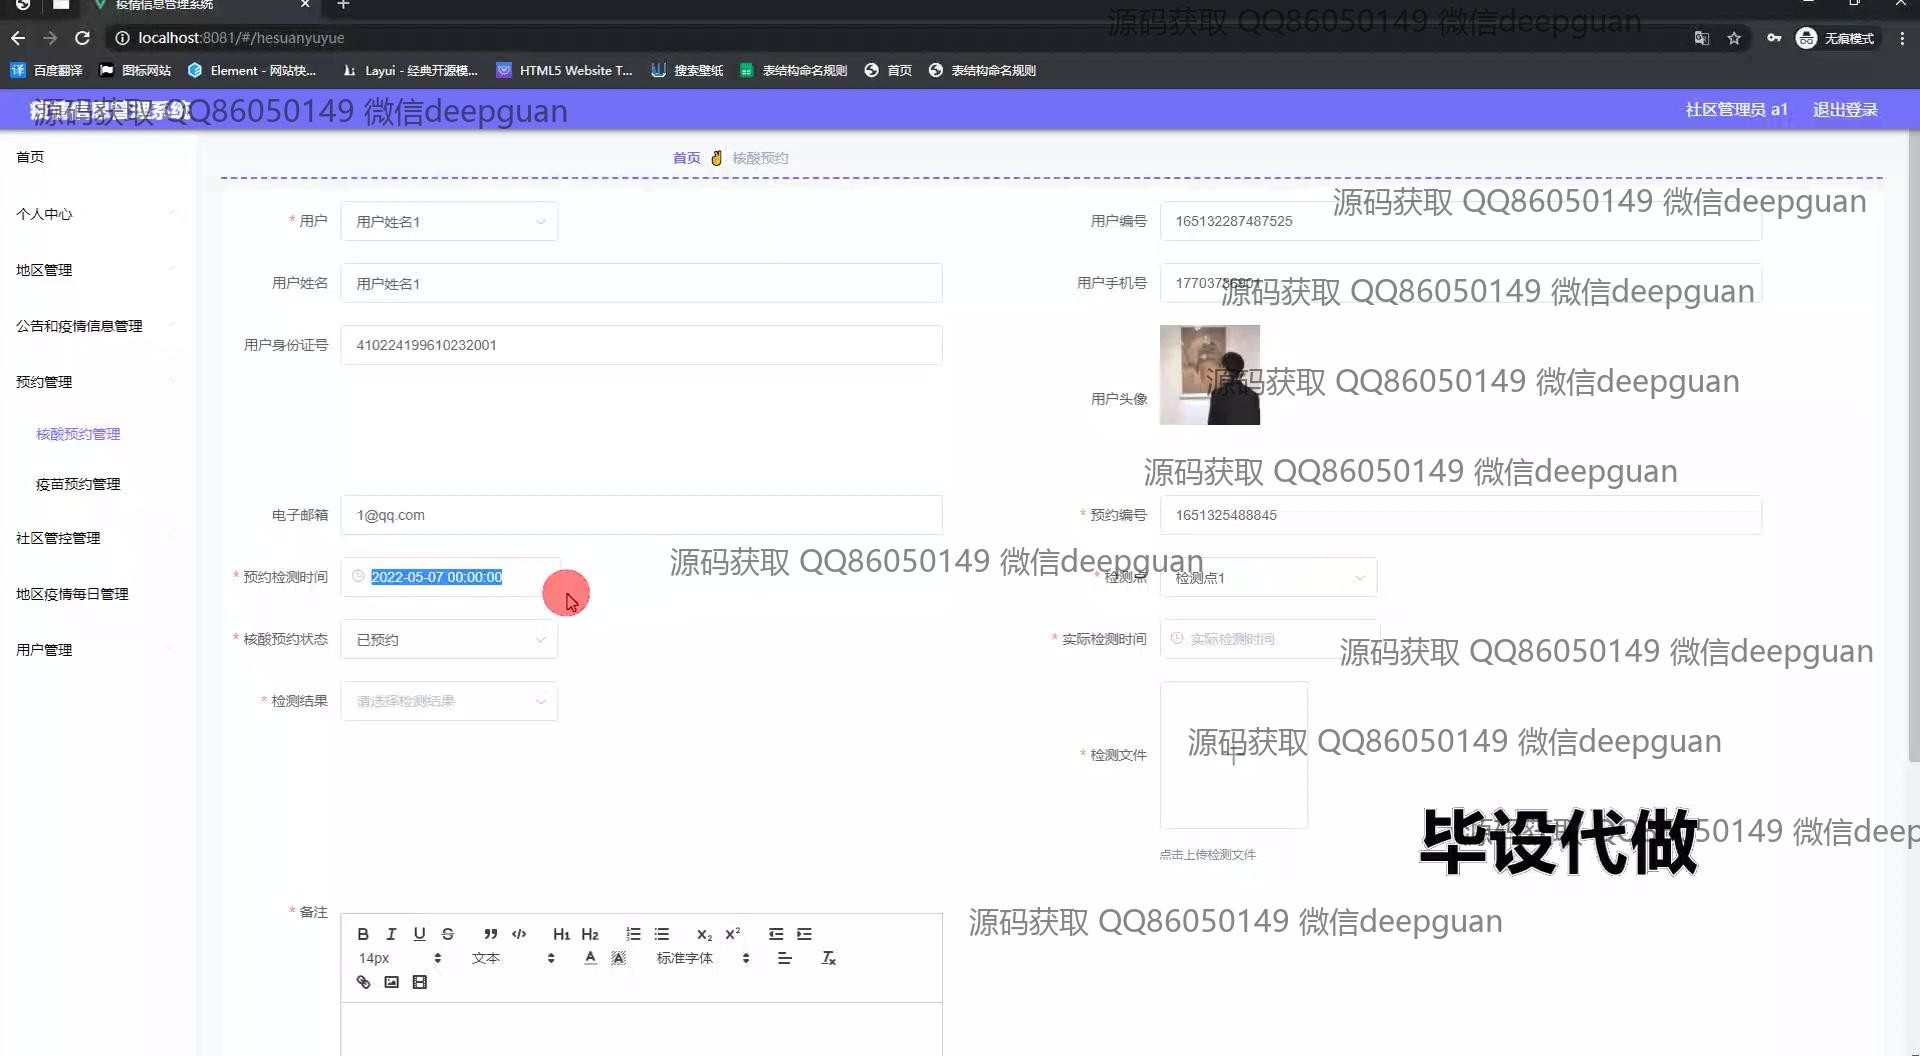 疫情信息管理系统
localhost:8081/#/hesuanyuyue
无痕模式
百度翻译
图标网站
Element - 网站快...
Layui - 经典开源模...
HTML5 Website T...
搜索壁纸
表结构命名规则
首页
表结构命名规则
源码获取 QQ86050149 微信deepguan
疫情信息管理系统
源码获取 QQ86050149 微信deepguan
社区管理员 a1
退出登录
首页
个人中心
地区管理
公告和疫情信息管理
预约管理
核酸预约管理
疫苗预约管理
社区管控管理
地区疫情每日管理
用户管理
首页 ✌ 核酸预约
* 用户 用户姓名1
用户编号 165132287487525
源码获取 QQ86050149 微信deepguan
用户姓名 用户姓名1
用户手机号
源码获取 QQ86050149 微信deepguan
用户身份证号 410224199610232001
用户头像
源码获取 QQ86050149 微信deepguan
源码获取 QQ86050149 微信deepguan
电子邮箱 1@qq.com
* 预约编号 1651325488845
源码获取 QQ86050149 微信deepguan
* 预约检测时间 2022-05-07 00:00:00
* 检测点 检测点1
* 核酸预约状态 已预约
* 实际检测时间 实际检测时间
源码获取 QQ86050149 微信deepguan
* 检测结果 请选择检测结果
* 检测文件
源码获取 QQ86050149 微信deepguan
点击上传检测文件
毕设代做
50149 微信deep
* 备注
源码获取 QQ86050149 微信deepguan
B I U S H1 H2 X2 X2
14px 文本 A A 标准字体 Tx